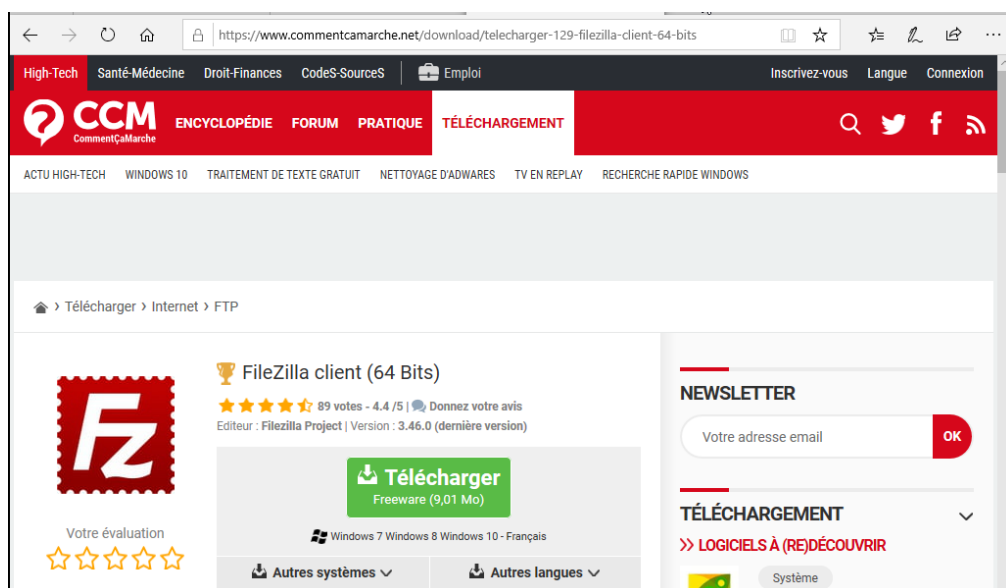 https://www.commentcamarche.net/download/telecharger-129-filezilla-client-64-bits
High-Tech Santé-Médecine Droit-Finances CodeS-SourceS Emploi Inscrivez-vous Langue Connexion
CCM
CommentÇaMarche
ENCYCLOPÉDIE FORUM PRATIQUE TÉLÉCHARGEMENT
ACTU HIGH-TECH WINDOWS 10 TRAITEMENT DE TEXTE GRATUIT NETTOYAGE D'ADWARES TV EN REPLAY RECHERCHE RAPIDE WINDOWS
> Télécharger > Internet > FTP
Fz
Votre évaluation
FileZilla client (64 Bits)
89 votes - 4.4 /5 | Donnez votre avis
Editeur : Filezilla Project | Version : 3.46.0 (dernière version)
Télécharger
Freeware (9,01 Mo)
Windows 7 Windows 8 Windows 10 - Français
Autres systèmes Autres langues
NEWSLETTER
Votre adresse email OK
TÉLÉCHARGEMENT
>> LOGICIELS À (RE)DÉCOUVRIR
Système